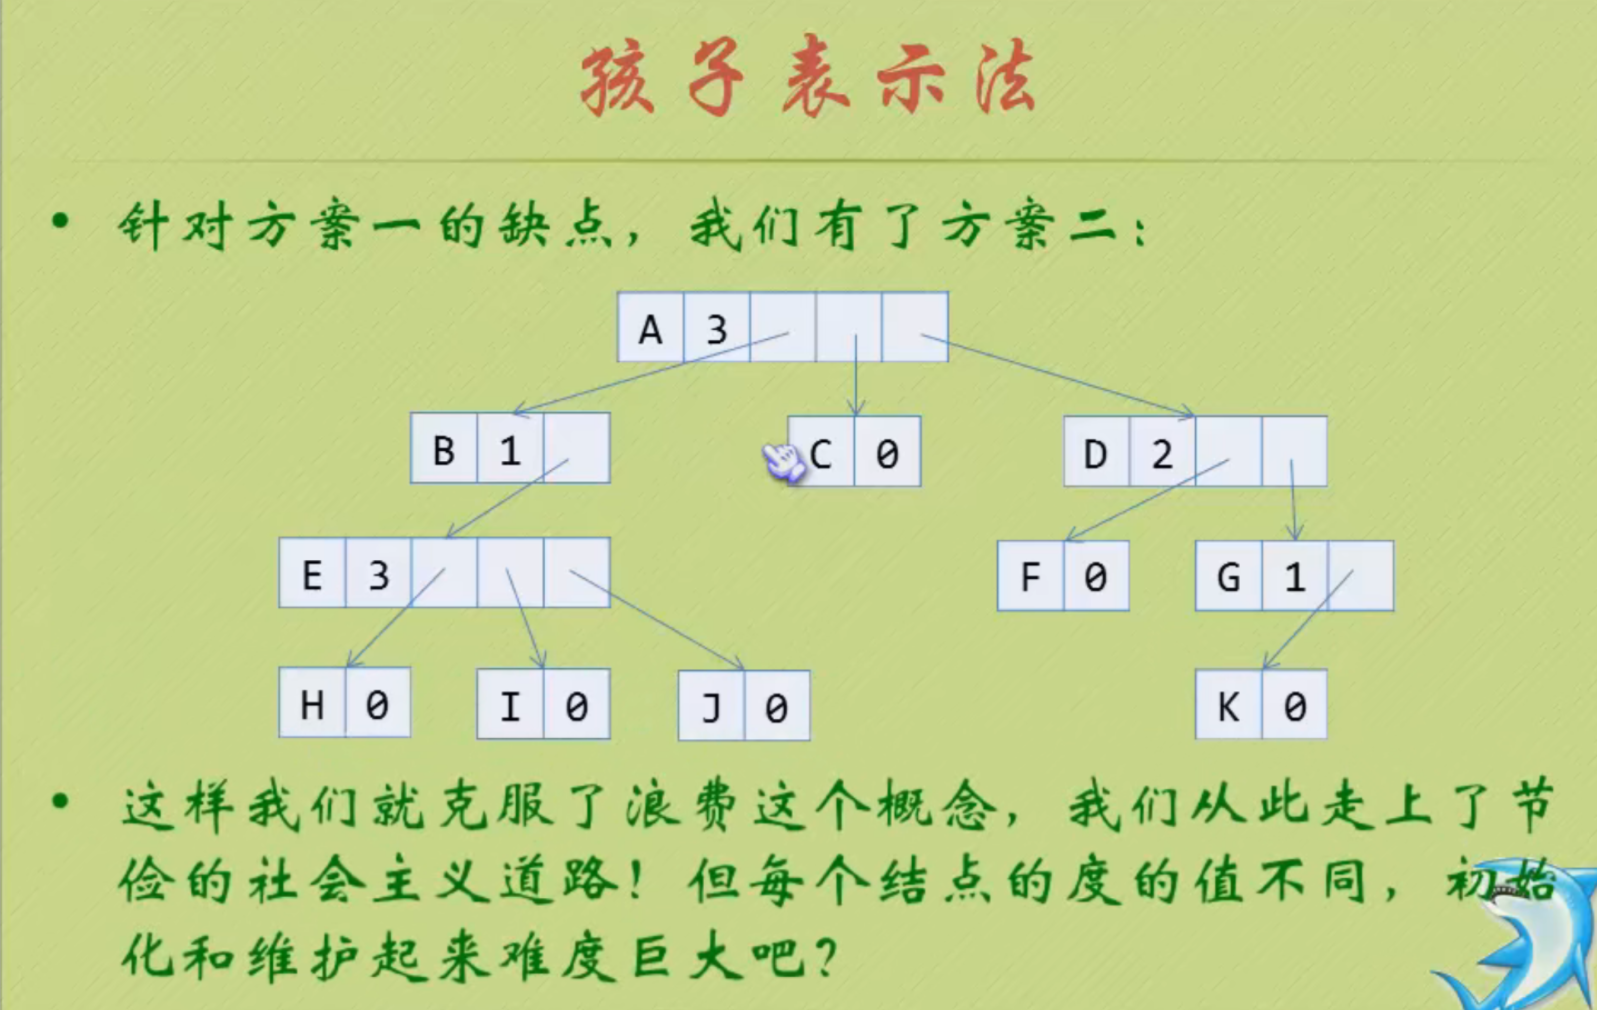 孩子表示法
• 针对方案一的缺点，我们有了方案二：
A 3
B 1 C 0 D 2
E 3 F 0 G 1
H 0 I 0 J 0 K 0
• 这样我们就克服了浪费这个概念，我们从此走上了节
俭的社会主义道路！但每个结点的度的值不同，初始
化和维护起来难度巨大吧？